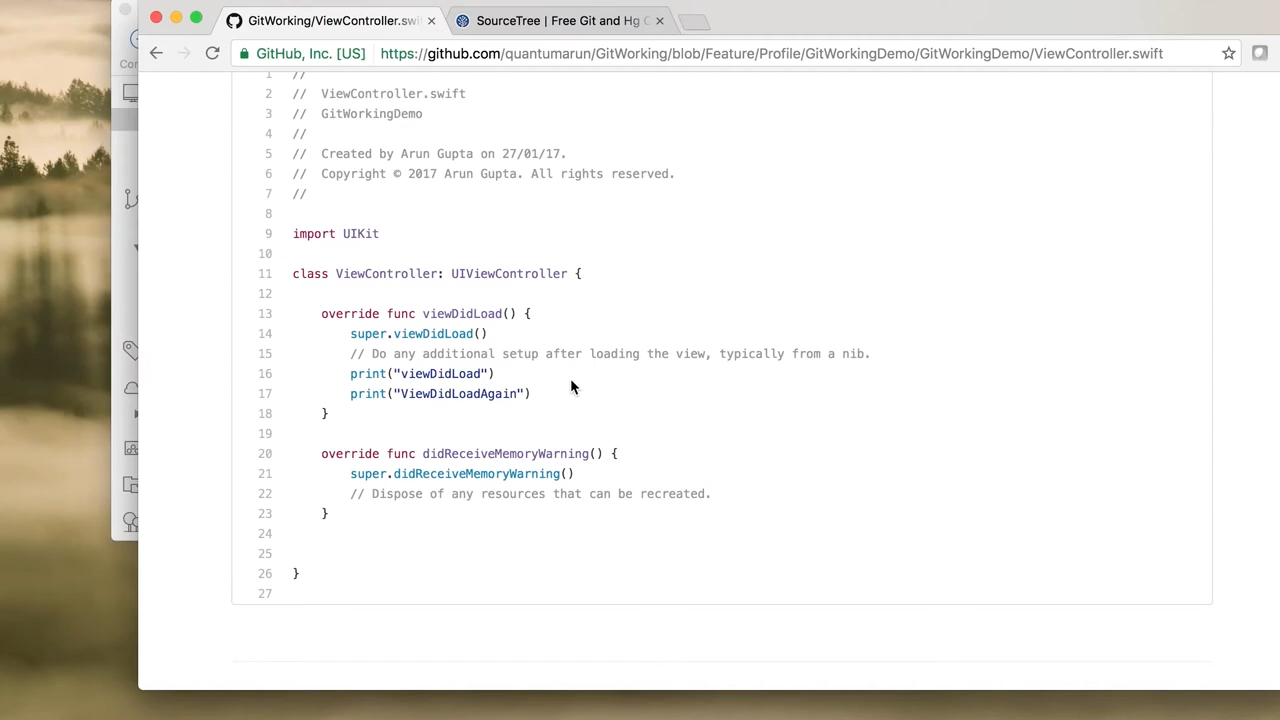 GitWorking/ViewController.swi
SourceTree | Free Git and Hg C
GitHub, Inc. [US] https://github.com/quantumarun/GitWorking/blob/Feature/Profile/GitWorkingDemo/GitWorkingDemo/ViewController.swift
Con
1 //
2 // ViewController.swift
3 // GitWorkingDemo
4 //
5 // Created by Arun Gupta on 27/01/17.
6 // Copyright © 2017 Arun Gupta. All rights reserved.
7 //
8
9 import UIKit
10
11 class ViewController: UIViewController {
12
13 override func viewDidLoad() {
14 super.viewDidLoad()
15 // Do any additional setup after loading the view, typically from a nib.
16 print("viewDidLoad")
17 print("ViewDidLoadAgain")
18 }
19
20 override func didReceiveMemoryWarning() {
21 super.didReceiveMemoryWarning()
22 // Dispose of any resources that can be recreated.
23 }
24
25
26 }
27